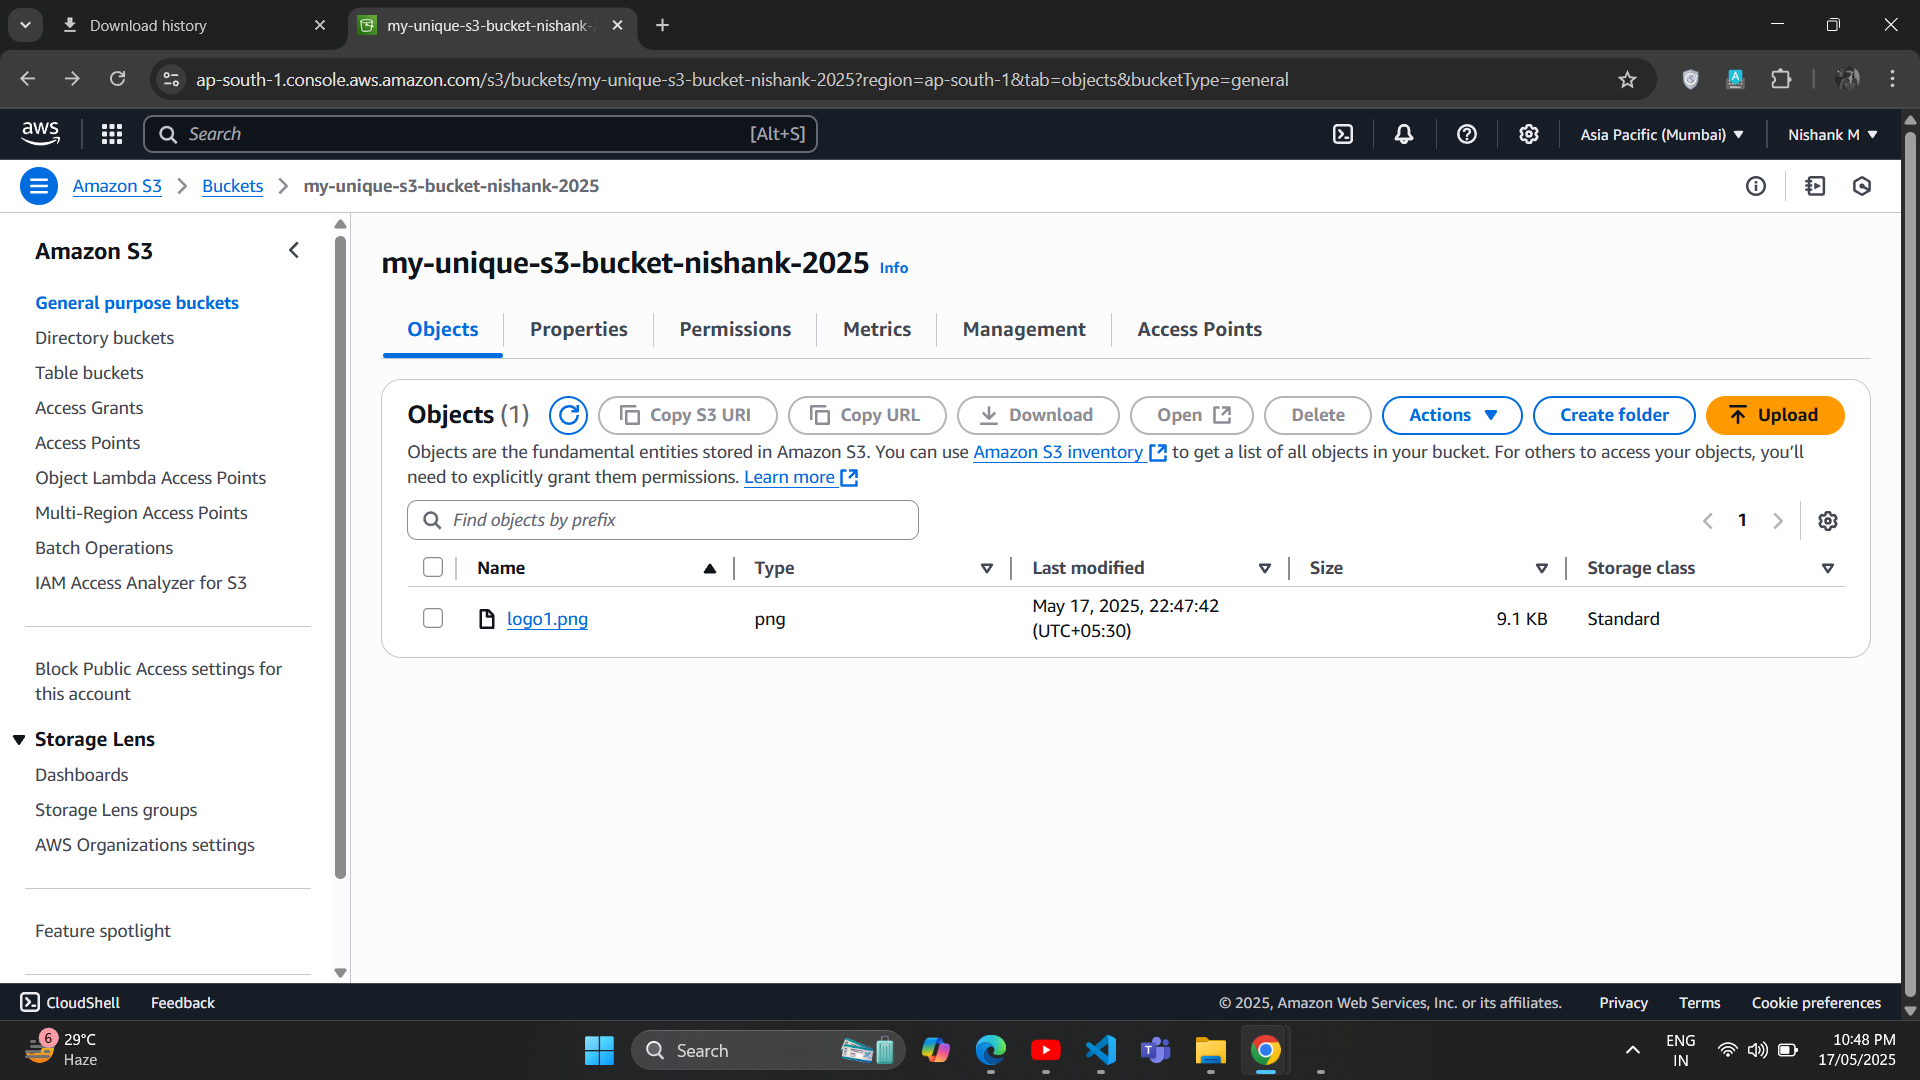 Download history
my-unique-s3-bucket-nishank-
ap-south-1.console.aws.amazon.com/s3/buckets/my-unique-s3-bucket-nishank-2025?region=ap-south-1&tab=objects&bucketType=general
aws
Search
[Alt+S]
Asia Pacific (Mumbai)
Nishank M
Amazon S3
Buckets
my-unique-s3-bucket-nishank-2025
Amazon S3
General purpose buckets
Directory buckets
Table buckets
Access Grants
Access Points
Object Lambda Access Points
Multi-Region Access Points
Batch Operations
IAM Access Analyzer for S3
Block Public Access settings for
this account
Storage Lens
Dashboards
Storage Lens groups
AWS Organizations settings
Feature spotlight
my-unique-s3-bucket-nishank-2025 Info
Objects
Properties
Permissions
Metrics
Management
Access Points
Objects (1)
Copy S3 URI
Copy URL
Download
Open
Delete
Actions
Create folder
Upload
Objects are the fundamental entities stored in Amazon S3. You can use Amazon S3 inventory to get a list of all objects in your bucket. For others to access your objects, you’ll
need to explicitly grant them permissions. Learn more
Find objects by prefix
1
Name
Type
Last modified
Size
Storage class
logo1.png
png
May 17, 2025, 22:47:42
(UTC+05:30)
9.1 KB
Standard
CloudShell
Feedback
© 2025, Amazon Web Services, Inc. or its affiliates.
Privacy
Terms
Cookie preferences
6
29°C
Haze
Search
ENG
IN
10:48 PM
17/05/2025